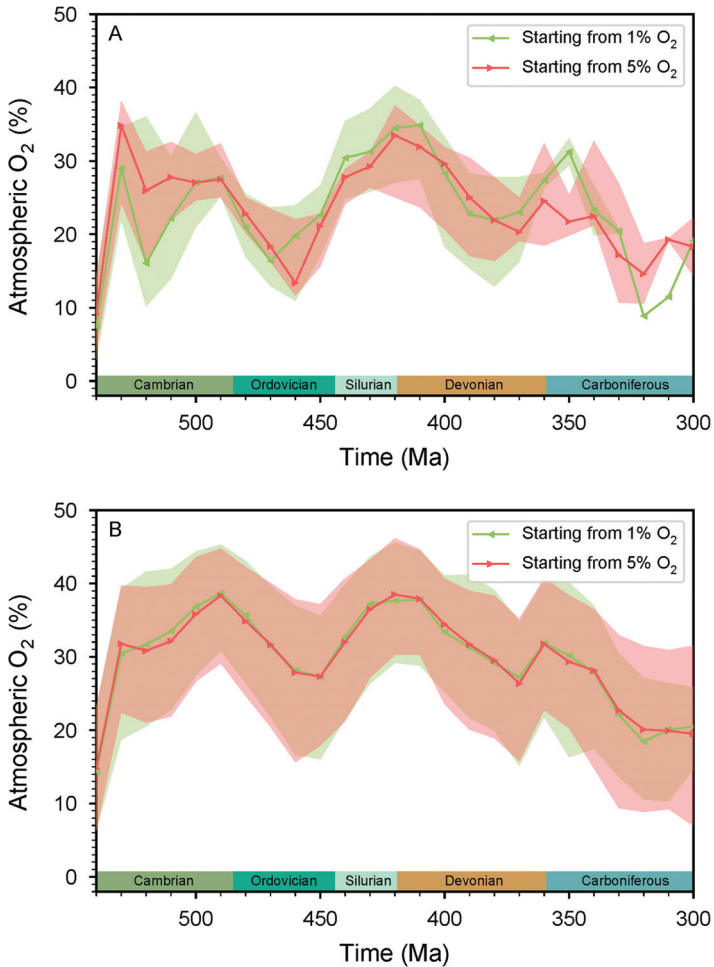 A
Starting from 1% O₂
Starting from 5% O₂
50
40
30
20
10
0
Atmospheric O₂ (%)
Cambrian
Ordovician
Silurian
Devonian
Carboniferous
500
450
400
350
300
Time (Ma)
B
Starting from 1% O₂
Starting from 5% O₂
50
40
30
20
10
0
Atmospheric O₂ (%)
Cambrian
Ordovician
Silurian
Devonian
Carboniferous
500
450
400
350
300
Time (Ma)